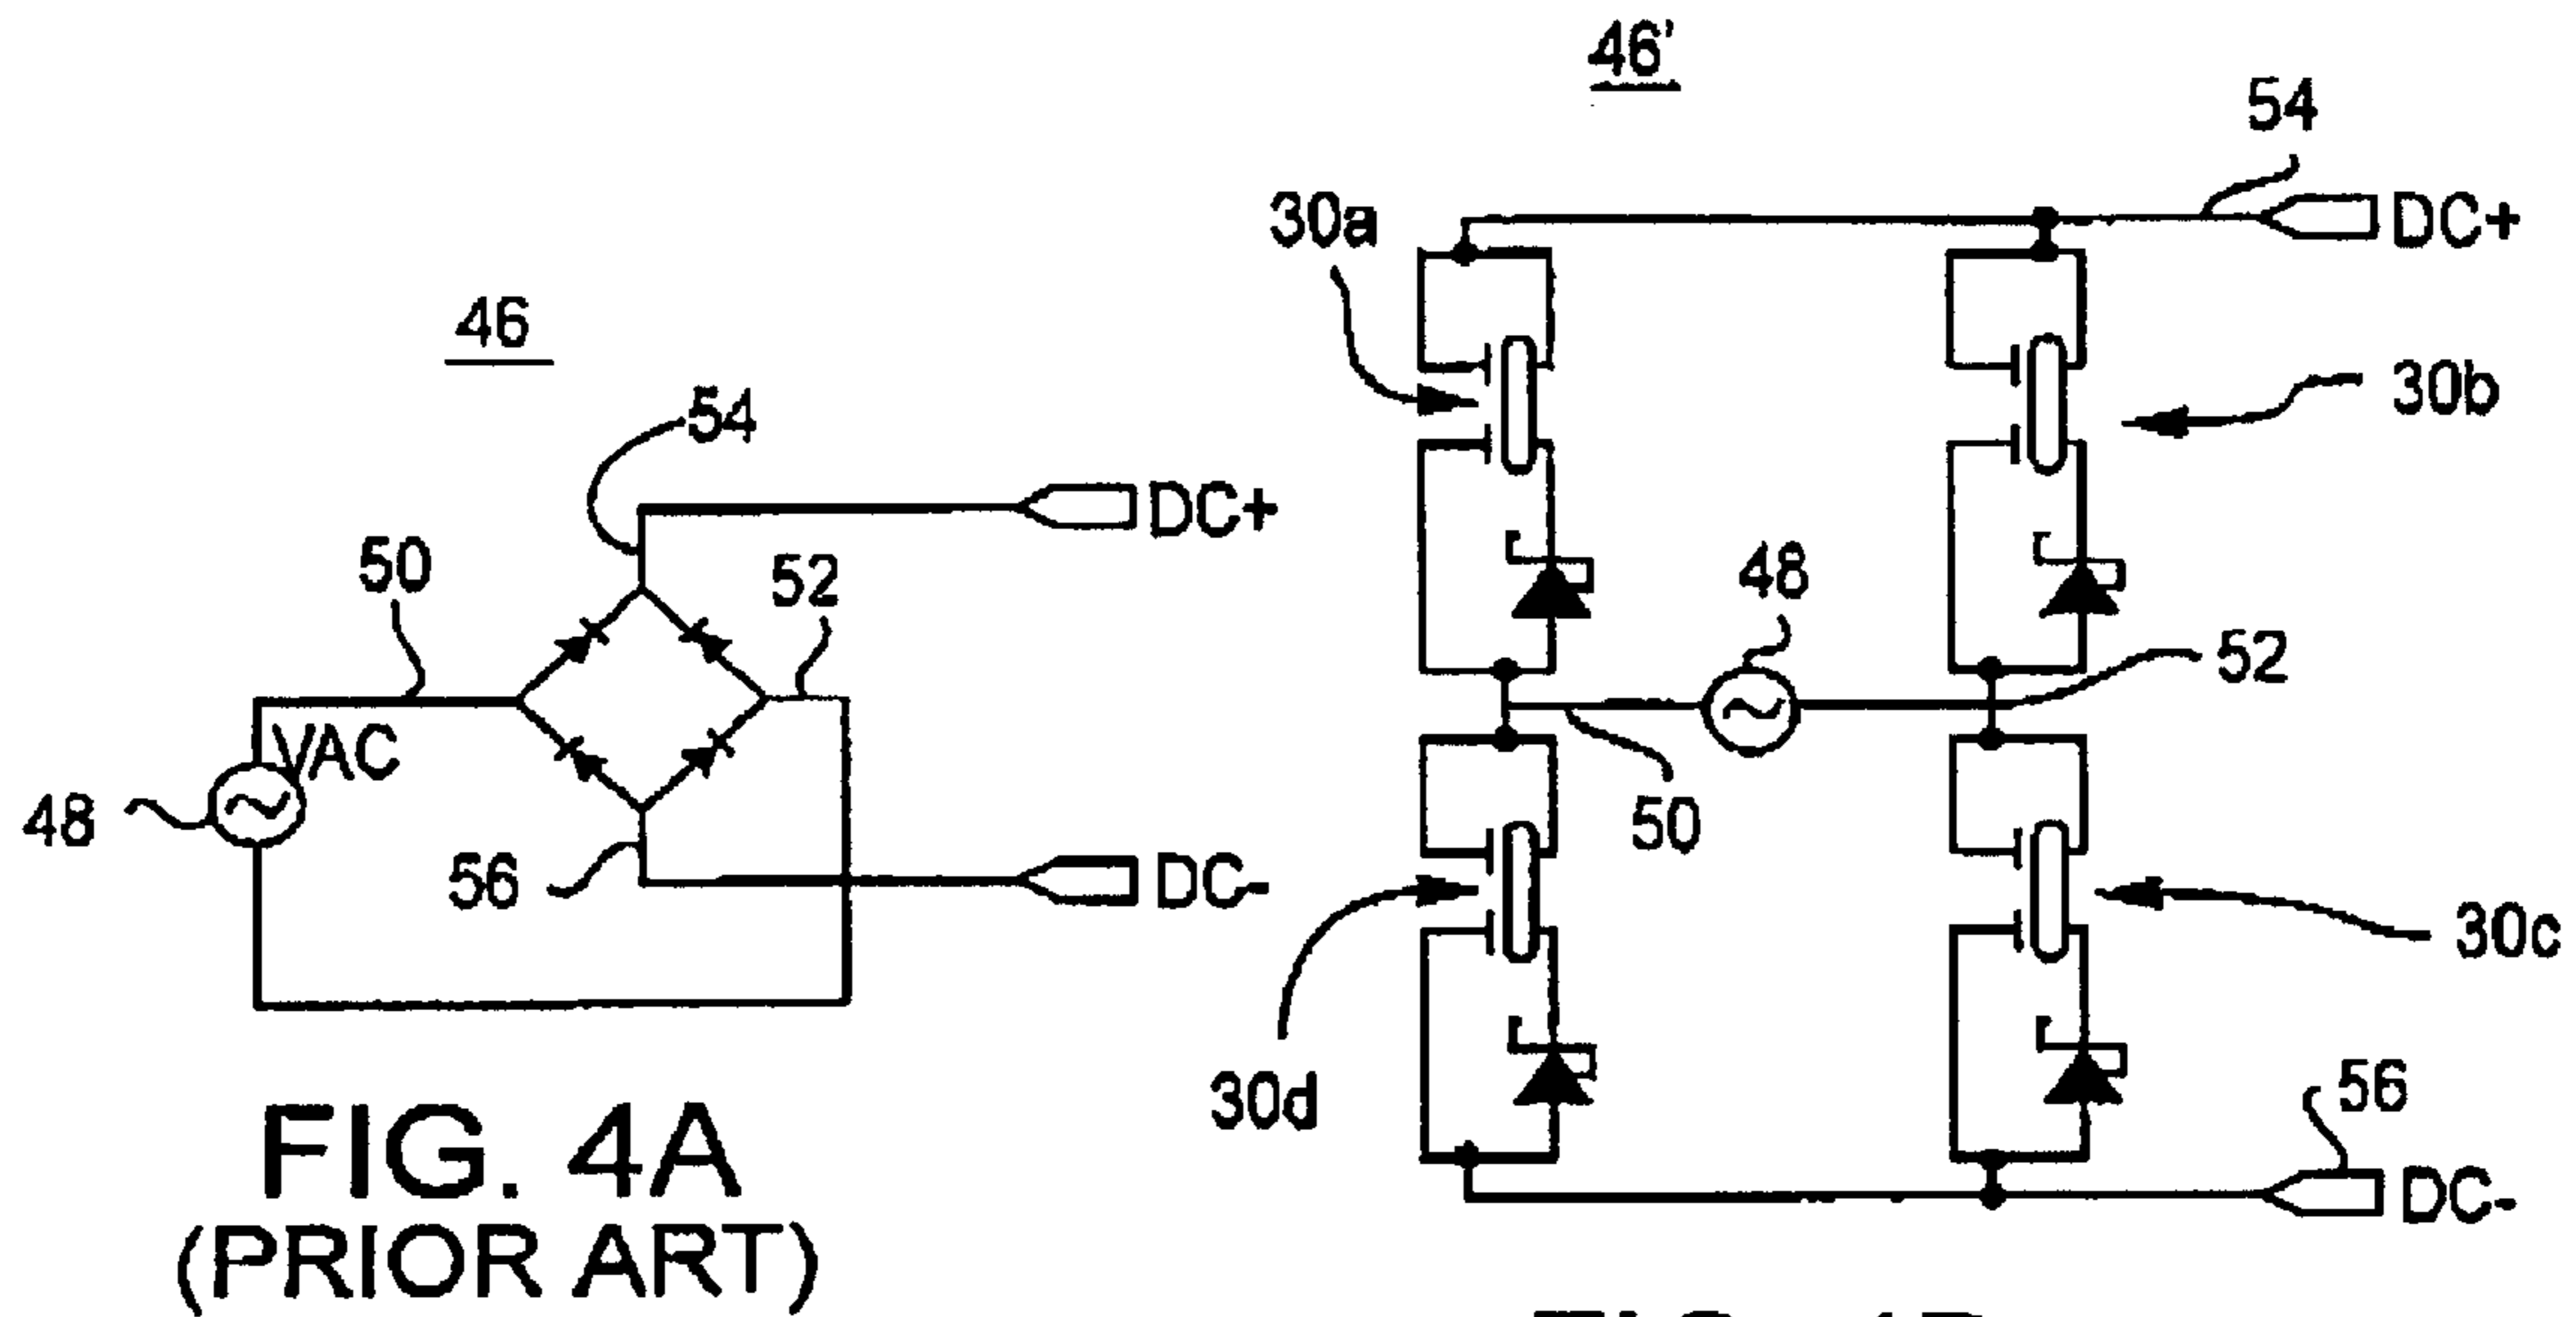 46
54
DC+
50
52
VAC
48
56
DC-
FIG. 4A
(PRIOR ART)
46'
54
30a
DC+
30b
48
52
50
30d
30c
56
DC-